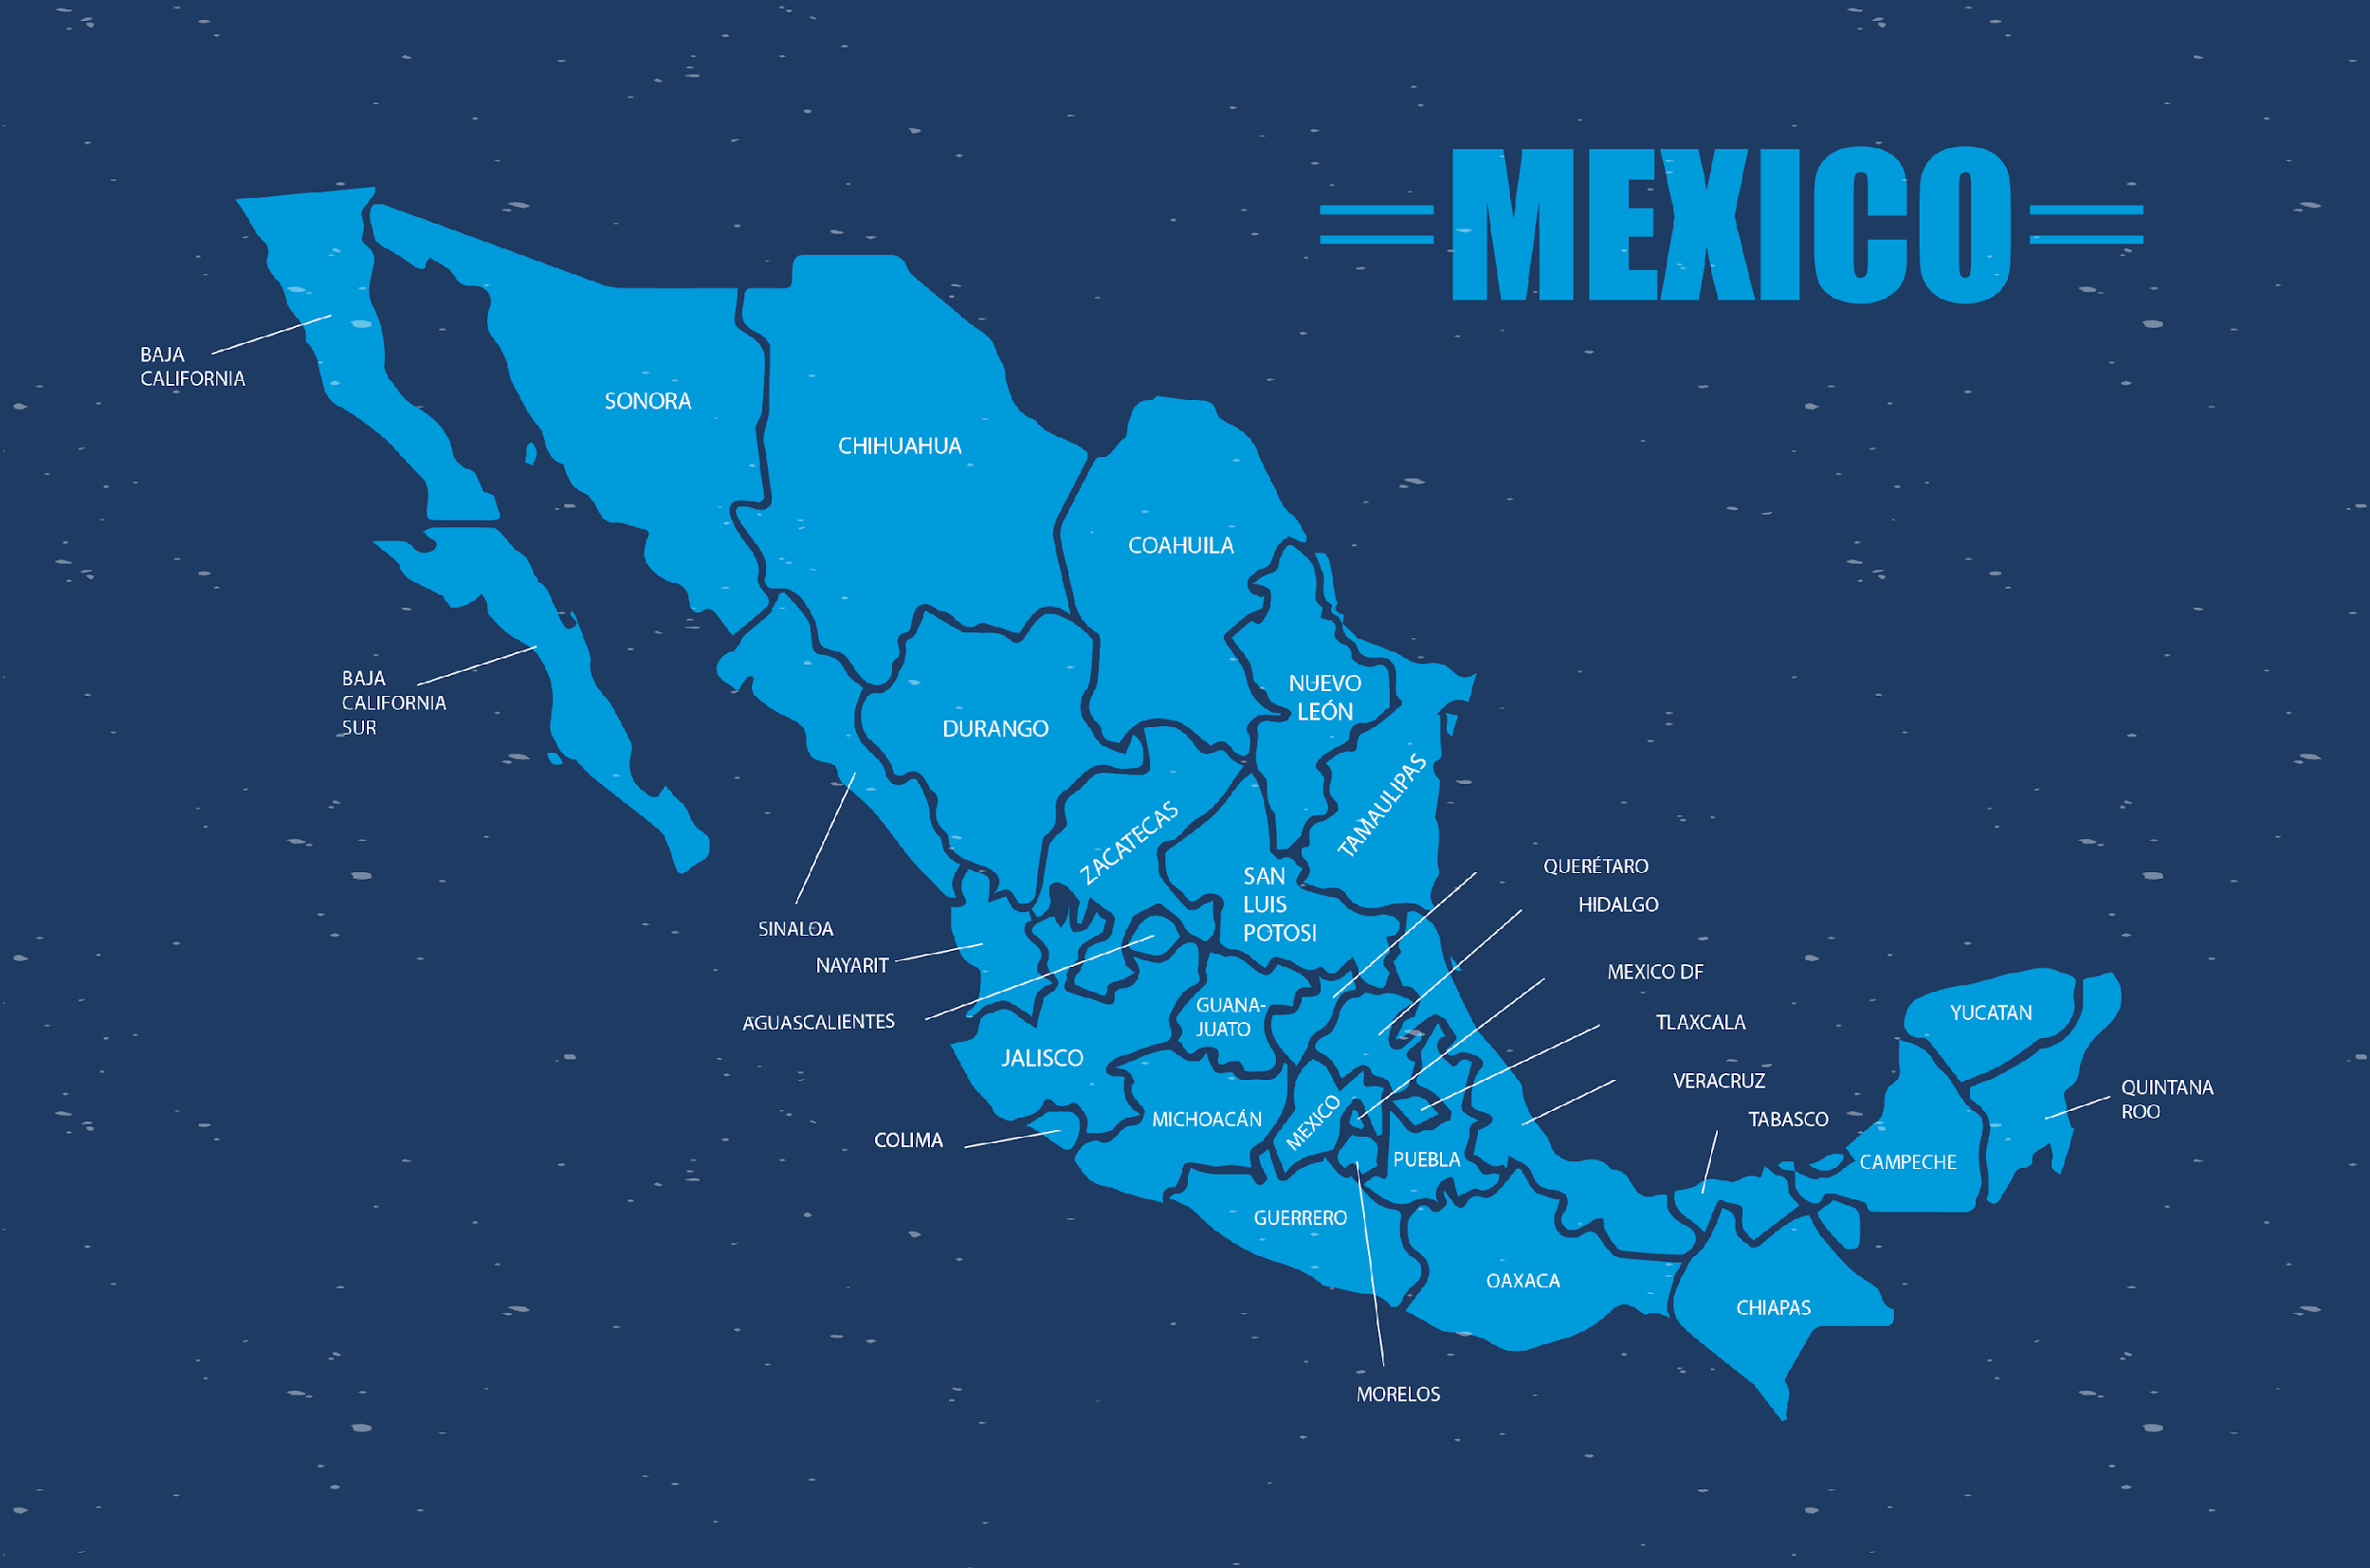 MEXICO
BAJA
CALIFORNIA
SONORA
CHIHUAHUA
COAHUILA
BAJA
CALIFORNIA
SUR
NUEVO
LEÓN
DURANGO
TAMAULIPAS
ZACATECAS
SAN
LUIS
POTOSI
QUERÉTARO
HIDALGO
SINALOA
NAYARIT
MEXICO DF
AGUASCALIENTES
GUANA-
JUATO
TLAXCALA
YUCATAN
JALISCO
VERACRUZ
QUINTANA
ROO
MICHOACÁN
MEXICO
TABASCO
COLIMA
PUEBLA
CAMPECHE
GUERRERO
OAXACA
CHIAPAS
MORELOS